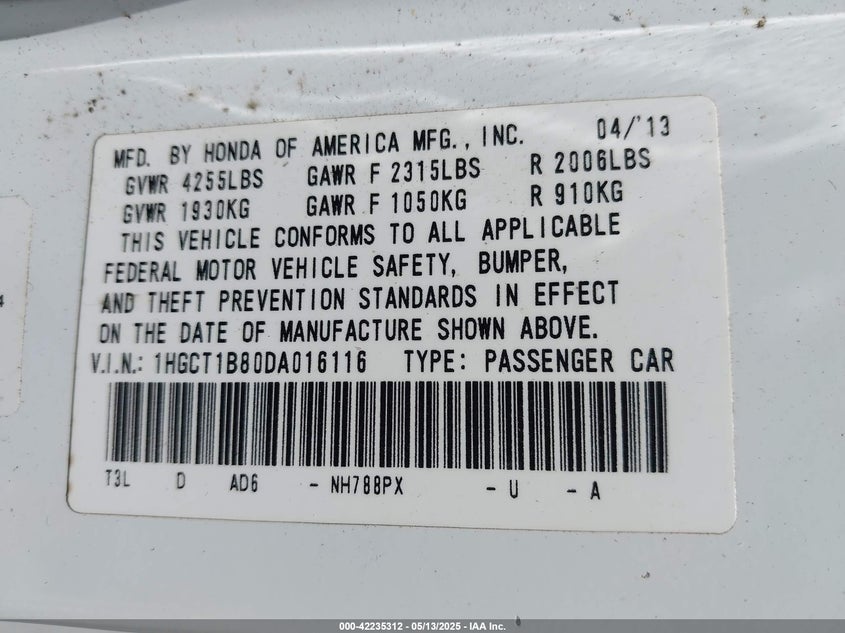 MFD. BY HONDA OF AMERICA MFG., INC. 04/'13
GVWR 4255LBS GAWR F 2315LBS R 2006LBS
GVWR 1930KG GAWR F 1050KG R 910KG
THIS VEHICLE CONFORMS TO ALL APPLICABLE
FEDERAL MOTOR VEHICLE SAFETY, BUMPER,
AND THEFT PREVENTION STANDARDS IN EFFECT
ON THE DATE OF MANUFACTURE SHOWN ABOVE.
V.I.N.: 1HGCT1B80DA016116 TYPE: PASSENGER CAR
T3L D AD6 - NH788PX - U - A
000-42235312 - 05/13/2025 - IAA Inc.